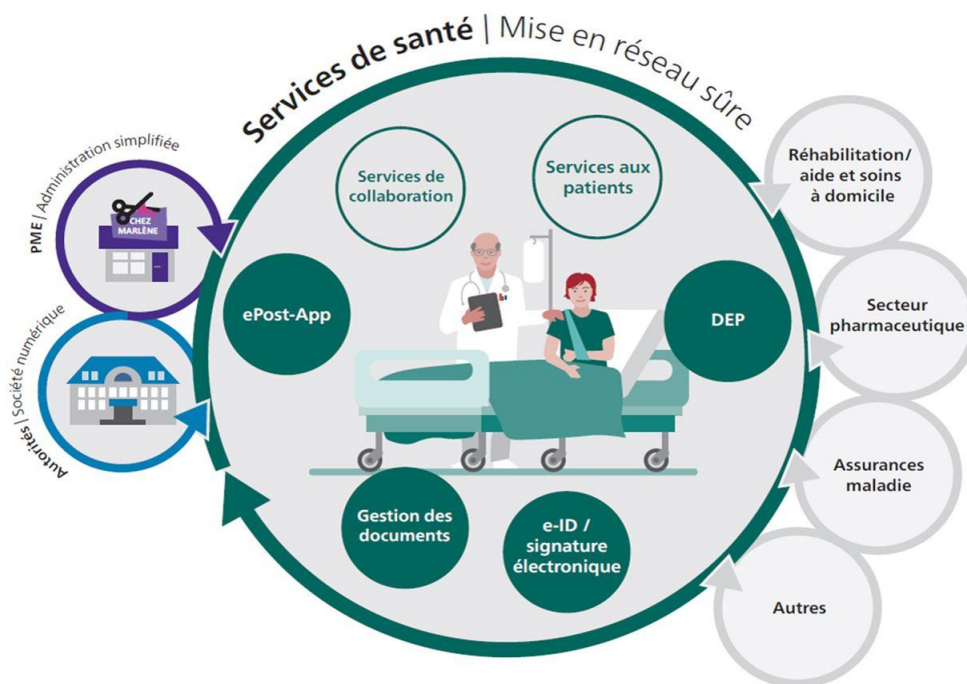 Services de santé | Mise en réseau sûre
PME | Administration simplifiée
CHEZ
MARLÈNE
Autorités | Société numérique
Services
de collaboration
Services aux
patients
ePost-App
DEP
Gestion des
documents
e-ID /
signature
électronique
Réhabilitation/
aide et soins
à domicile
Secteur
pharmaceutique
Assurances
maladie
Autres